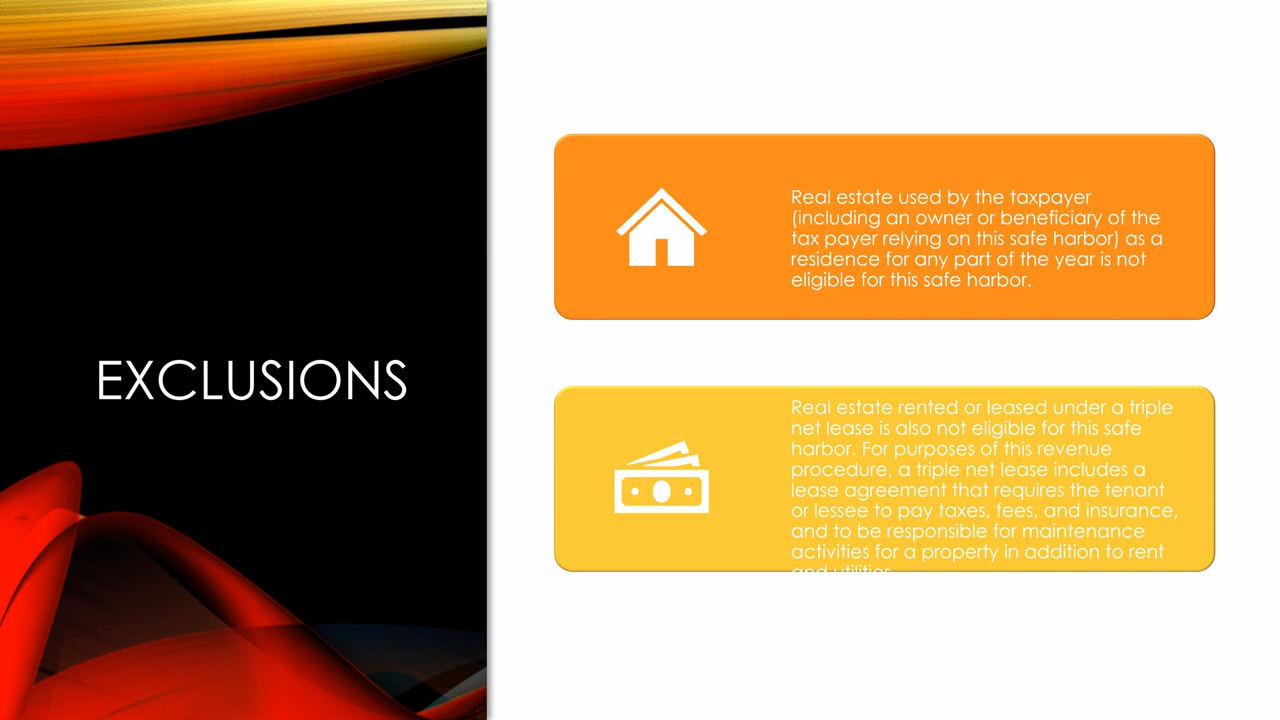 EXCLUSIONS
Real estate used by the taxpayer
(including an owner or beneficiary of the
tax payer relying on this safe harbor) as a
residence for any part of the year is not
eligible for this safe harbor.
Real estate rented or leased under a triple
net lease is also not eligible for this safe
harbor. For purposes of this revenue
procedure, a triple net lease includes a
lease agreement that requires the tenant
or lessee to pay taxes, fees, and insurance,
and to be responsible for maintenance
activities for a property in addition to rent
and utilities